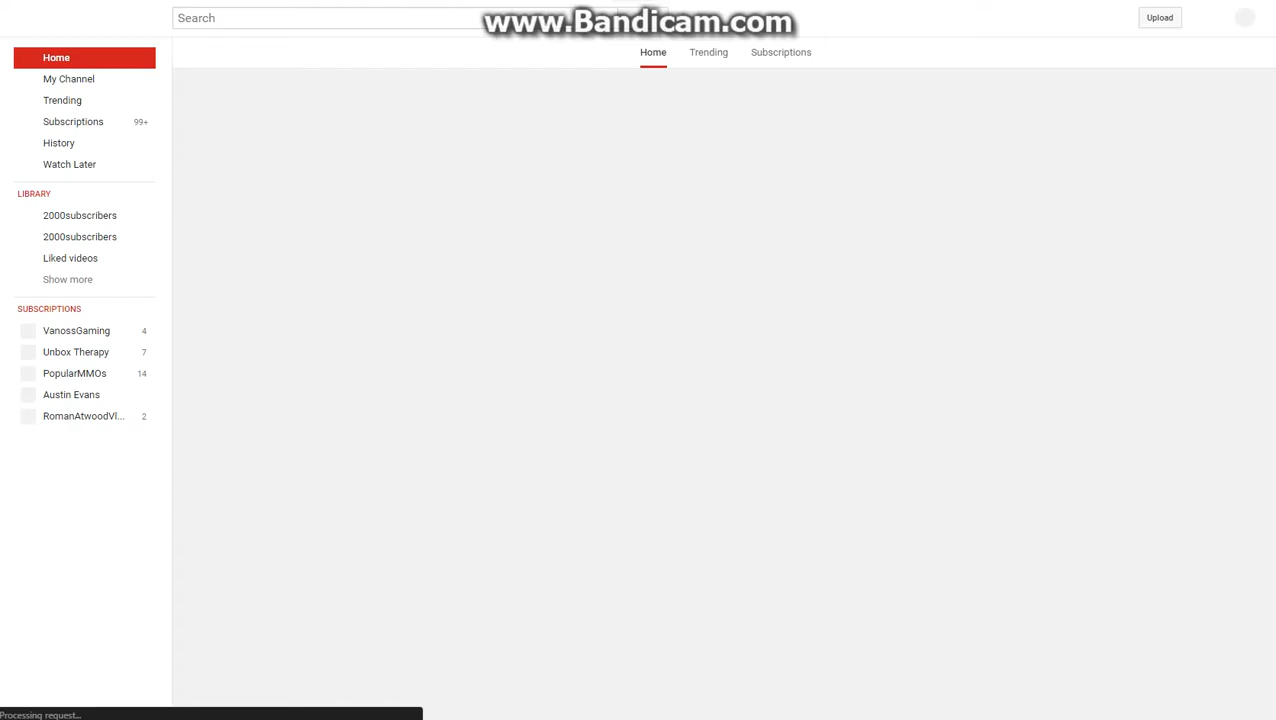 Search
www.Bandicam.com
Upload
Home
Trending
Subscriptions
Home
My Channel
Trending
Subscriptions 99+
History
Watch Later
LIBRARY
2000subscribers
2000subscribers
Liked videos
Show more
SUBSCRIPTIONS
VanossGaming 4
Unbox Therapy 7
PopularMMOs 14
Austin Evans
RomanAtwoodVl... 2
Processing request...